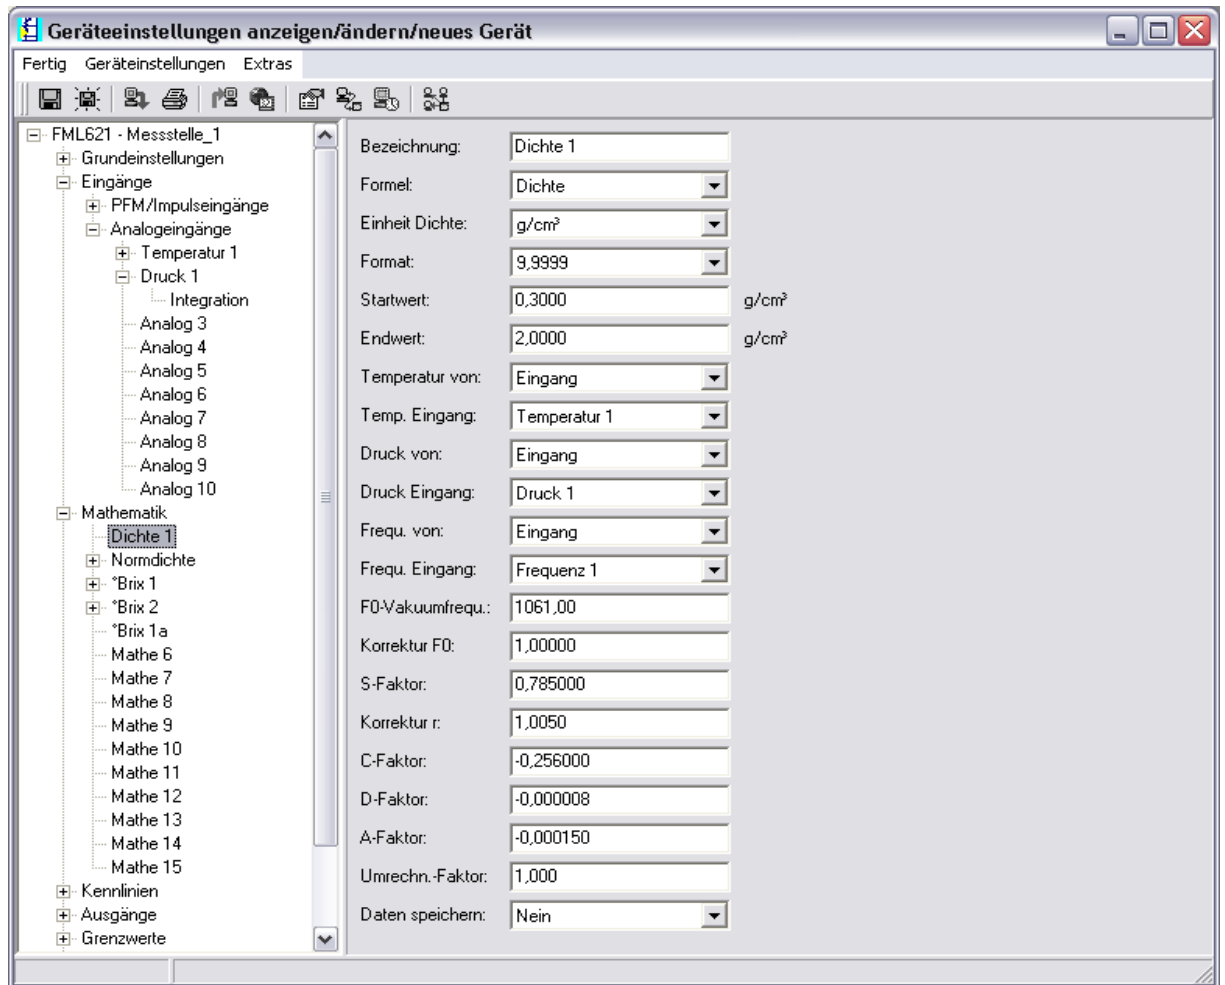 Geräteeinstellungen anzeigen/ändern/neues Gerät
Fertig Geräteinstellungen Extras
FML621 - Messstelle_1
Grundeinstellungen
Eingänge
PFM/Impulseingänge
Analogeingänge
Temperatur 1
Druck 1
Integration
Analog 3
Analog 4
Analog 5
Analog 6
Analog 7
Analog 8
Analog 9
Analog 10
Mathematik
Dichte 1
Normdichte
°Brix 1
°Brix 2
°Brix 1a
Mathe 6
Mathe 7
Mathe 8
Mathe 9
Mathe 10
Mathe 11
Mathe 12
Mathe 13
Mathe 14
Mathe 15
Kennlinien
Ausgänge
Grenzwerte
Bezeichnung: Dichte 1
Formel: Dichte
Einheit Dichte: g/cm³
Format: 9,9999
Startwert: 0,3000 g/cm³
Endwert: 2,0000 g/cm³
Temperatur von: Eingang
Temp. Eingang: Temperatur 1
Druck von: Eingang
Druck Eingang: Druck 1
Frequ. von: Eingang
Frequ. Eingang: Frequenz 1
F0-Vakuumfrequ.: 1061,00
Korrektur F0: 1,00000
S-Faktor: 0,785000
Korrektur r: 1,0050
C-Faktor: -0,256000
D-Faktor: -0,000008
A-Faktor: -0,000150
Umrechn.-Faktor: 1,000
Daten speichern: Nein